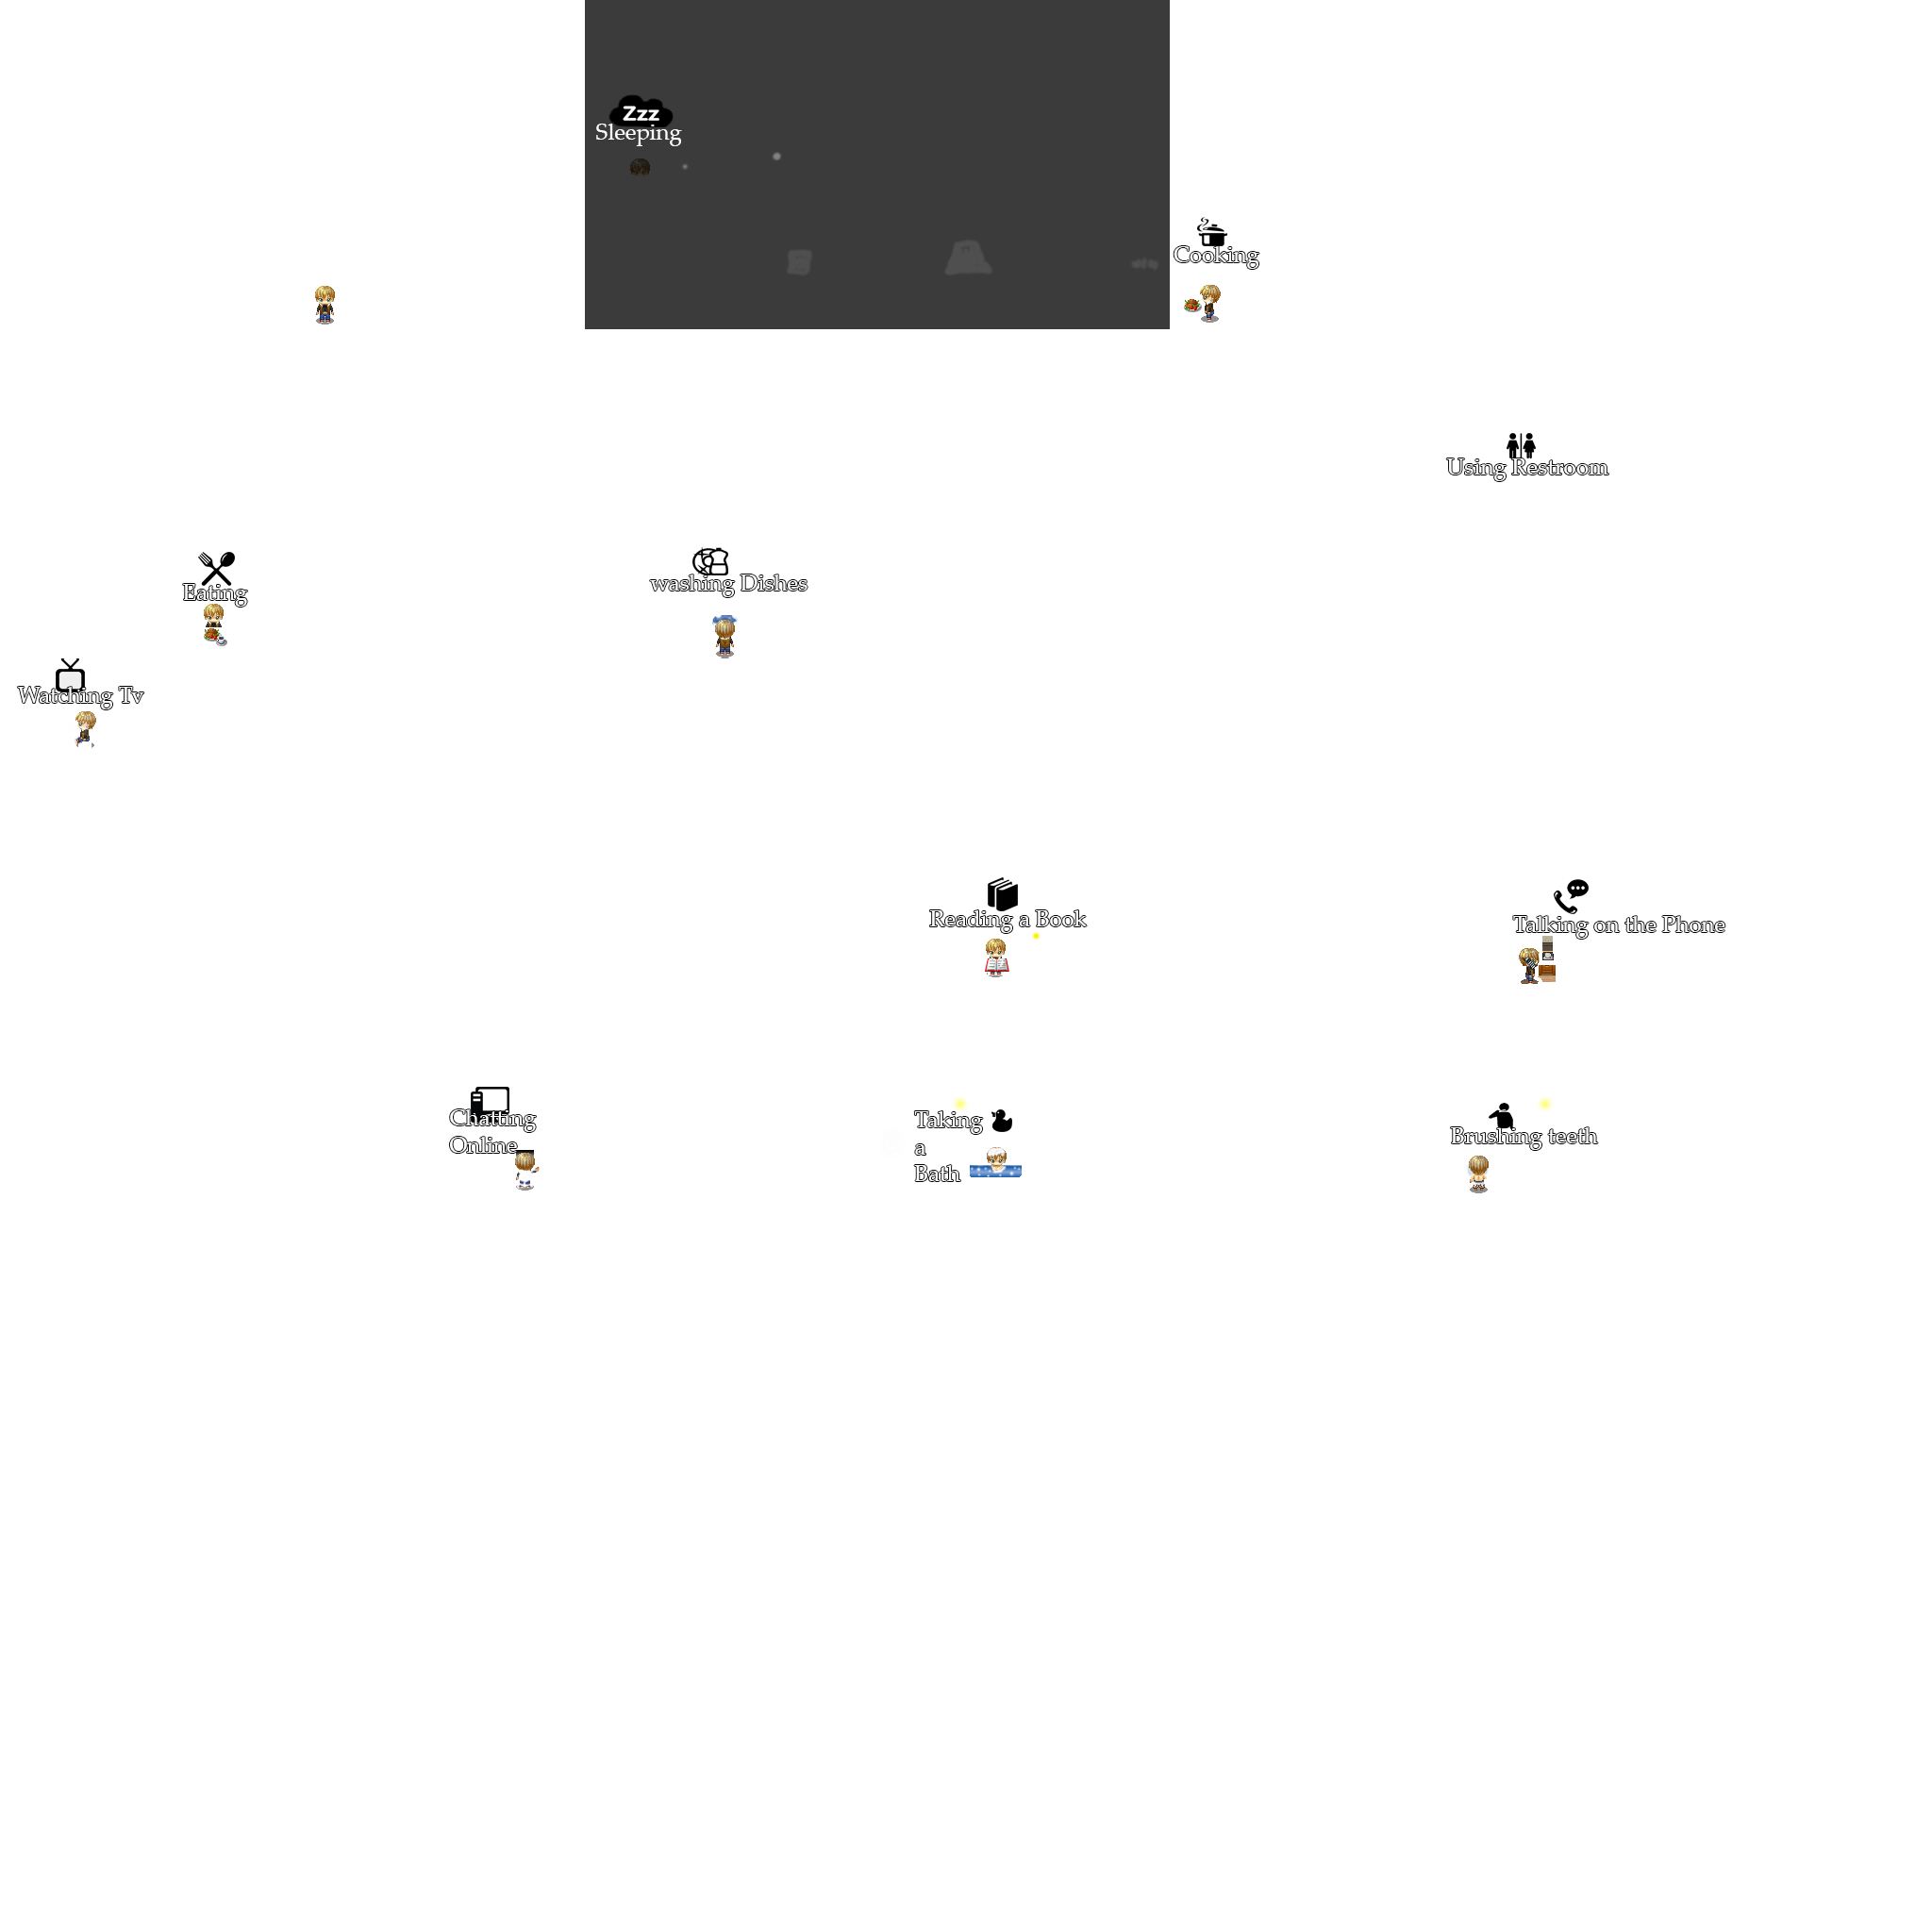 Zzz
Sleeping
Cooking
Using Restroom
Eating
washing Dishes
Watching Tv
Reading a Book
Talking on the Phone
Chatting
Online
Taking
a
Bath
Brushing teeth